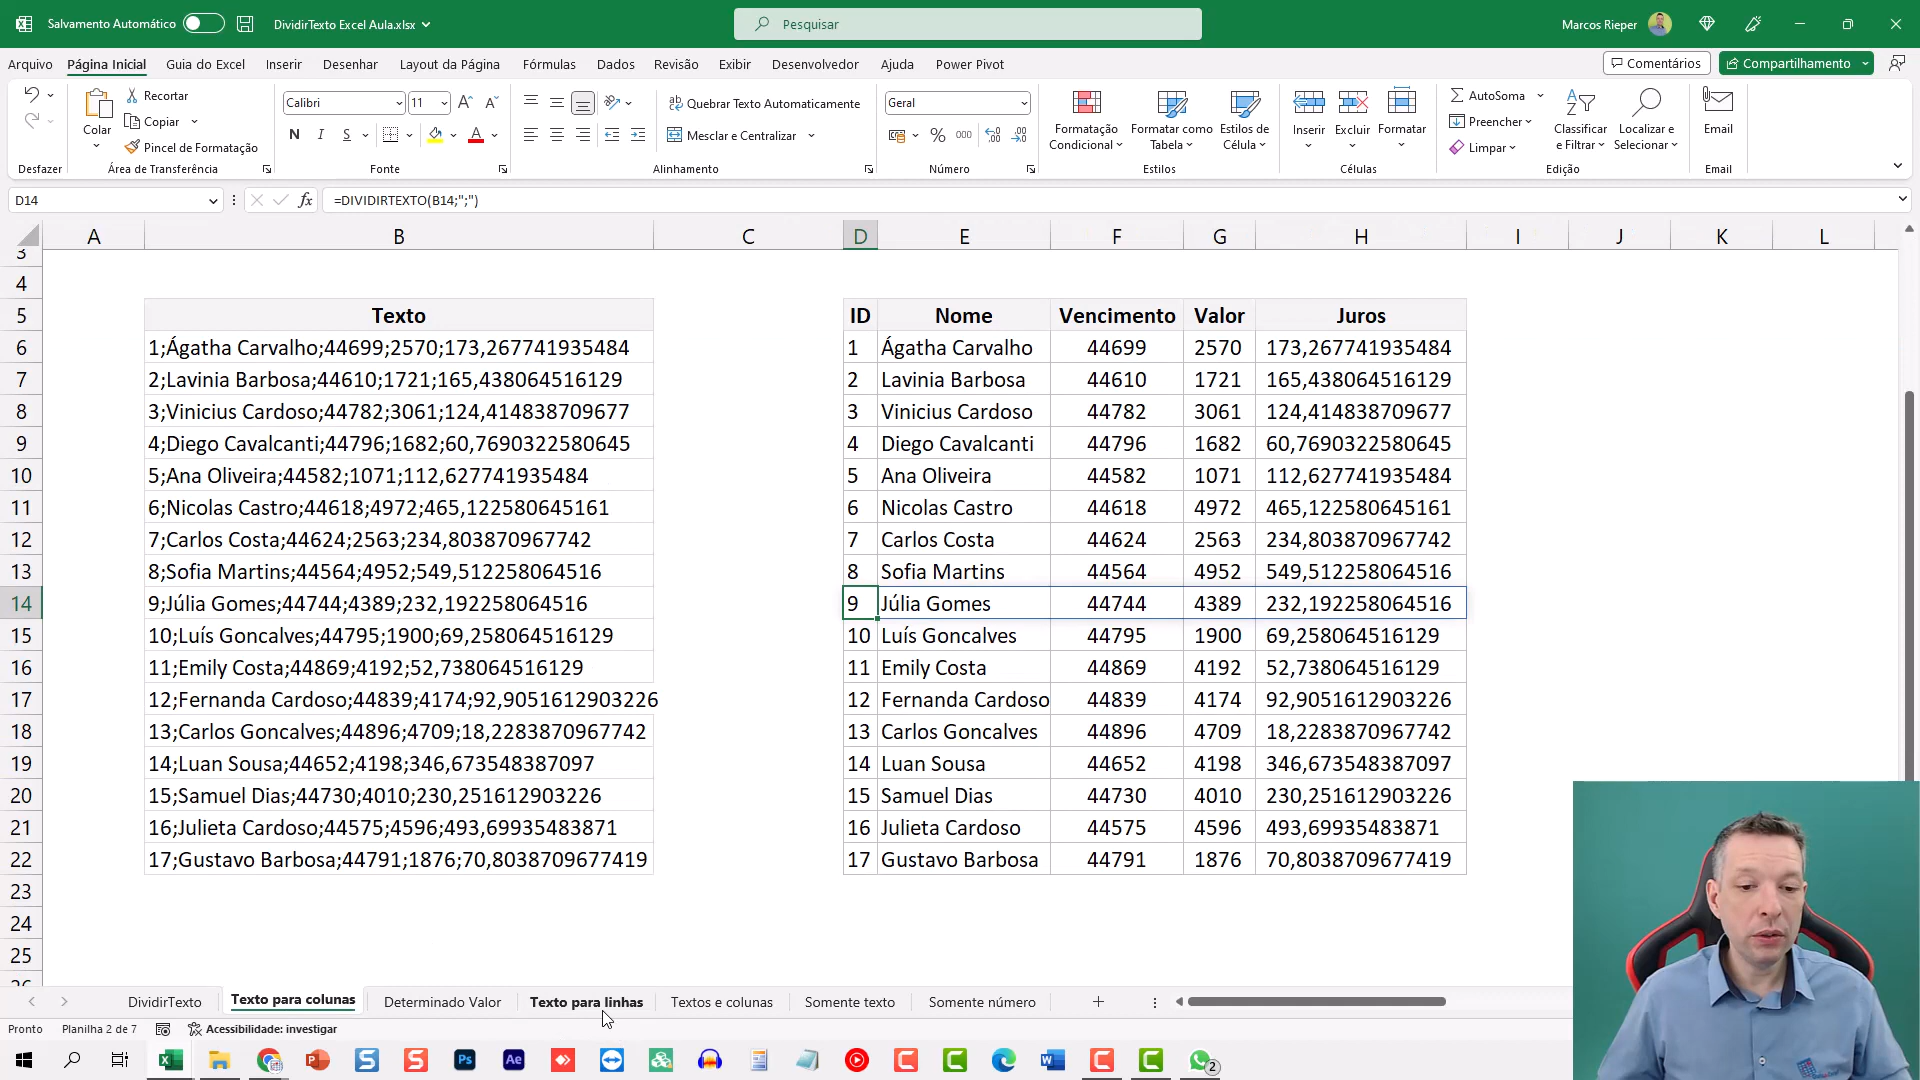 Salvamento Automático
DividirTexto Excel Aula.xlsx
Pesquisar
Marcos Rieper
Arquivo Página Inicial Guia do Excel Inserir Desenhar Layout da Página Fórmulas Dados Revisão Exibir Desenvolvedor Ajuda Power Pivot
Comentários Compartilhamento
Colar
Recortar
Copiar
Pincel de Formatação
Calibri 11
N I S
Quebrar Texto Automaticamente
Mesclar e Centralizar
Geral
% 000
Formatação Condicional
Formatar como Tabela
Estilos de Célula
Inserir Excluir Formatar
AutoSoma
Preencher
Limpar
Classificar e Filtrar
Localizar e Selecionar
Email
Desfazer Área de Transferência Fonte Alinhamento Número Estilos Células Edição Email
D14 fx =DIVIDIRTEXTO(B14;";")
A B C D E F G H I J K L
3
4
5 Texto ID Nome Vencimento Valor Juros
6 1;Ágatha Carvalho;44699;2570;173,267741935484 1 Ágatha Carvalho 44699 2570 173,267741935484
7 2;Lavinia Barbosa;44610;1721;165,438064516129 2 Lavinia Barbosa 44610 1721 165,438064516129
8 3;Vinicius Cardoso;44782;3061;124,414838709677 3 Vinicius Cardoso 44782 3061 124,414838709677
9 4;Diego Cavalcanti;44796;1682;60,7690322580645 4 Diego Cavalcanti 44796 1682 60,7690322580645
10 5;Ana Oliveira;44582;1071;112,627741935484 5 Ana Oliveira 44582 1071 112,627741935484
11 6;Nicolas Castro;44618;4972;465,122580645161 6 Nicolas Castro 44618 4972 465,122580645161
12 7;Carlos Costa;44624;2563;234,803870967742 7 Carlos Costa 44624 2563 234,803870967742
13 8;Sofia Martins;44564;4952;549,512258064516 8 Sofia Martins 44564 4952 549,512258064516
14 9;Júlia Gomes;44744;4389;232,192258064516 9 Júlia Gomes 44744 4389 232,192258064516
15 10;Luís Goncalves;44795;1900;69,258064516129 10 Luís Goncalves 44795 1900 69,258064516129
16 11;Emily Costa;44869;4192;52,738064516129 11 Emily Costa 44869 4192 52,738064516129
17 12;Fernanda Cardoso;44839;4174;92,9051612903226 12 Fernanda Cardoso 44839 4174 92,9051612903226
18 13;Carlos Goncalves;44896;4709;18,2283870967742 13 Carlos Goncalves 44896 4709 18,2283870967742
19 14;Luan Sousa;44652;4198;346,673548387097 14 Luan Sousa 44652 4198 346,673548387097
20 15;Samuel Dias;44730;4010;230,251612903226 15 Samuel Dias 44730 4010 230,251612903226
21 16;Julieta Cardoso;44575;4596;493,69935483871 16 Julieta Cardoso 44575 4596 493,69935483871
22 17;Gustavo Barbosa;44791;1876;70,8038709677419 17 Gustavo Barbosa 44791 1876 70,8038709677419
23
24
25
DividirTexto Texto para colunas Determinado Valor Texto para linhas Textos e colunas Somente texto Somente número
Pronto Planilha 2 de 7 Acessibilidade: investigar
Ps Ae 2